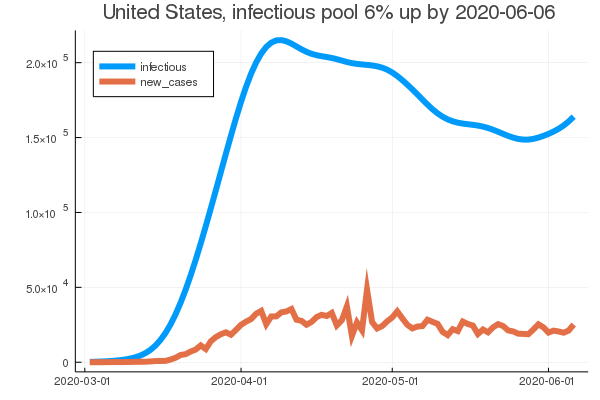 United States, infectious pool 6% up by 2020-06-06
infectious
new_cases
2.0×10⁵
1.5×10⁵
1.0×10⁵
5.0×10⁴
0
2020-03-01 2020-04-01 2020-05-01 2020-06-01